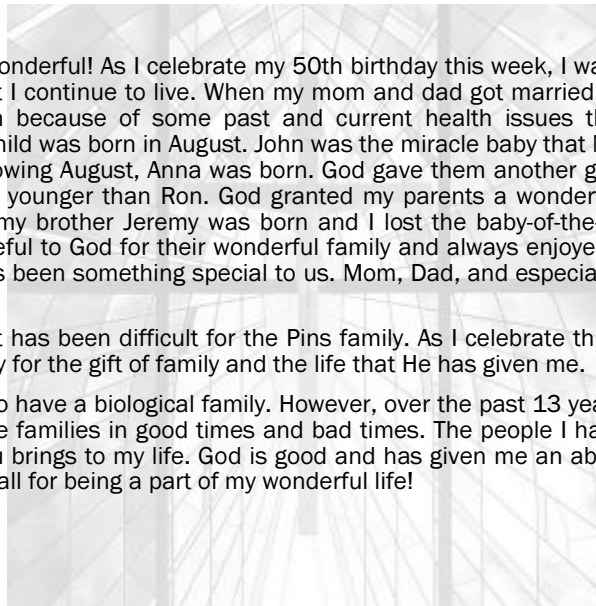 onderful! As I celebrate my 50th birthday this week, I wa
t I continue to live. When my mom and dad got married
n because of some past and current health issues th
hild was born in August. John was the miracle baby that M
owing August, Anna was born. God gave them another g
younger than Ron. God granted my parents a wonder
my brother Jeremy was born and I lost the baby-of-the-
eful to God for their wonderful family and always enjoye
s been something special to us. Mom, Dad, and especia
t has been difficult for the Pins family. As I celebrate th
y for the gift of family and the life that He has given me.
o have a biological family. However, over the past 13 yea
e families in good times and bad times. The people I ha
u brings to my life. God is good and has given me an ab
all for being a part of my wonderful life!